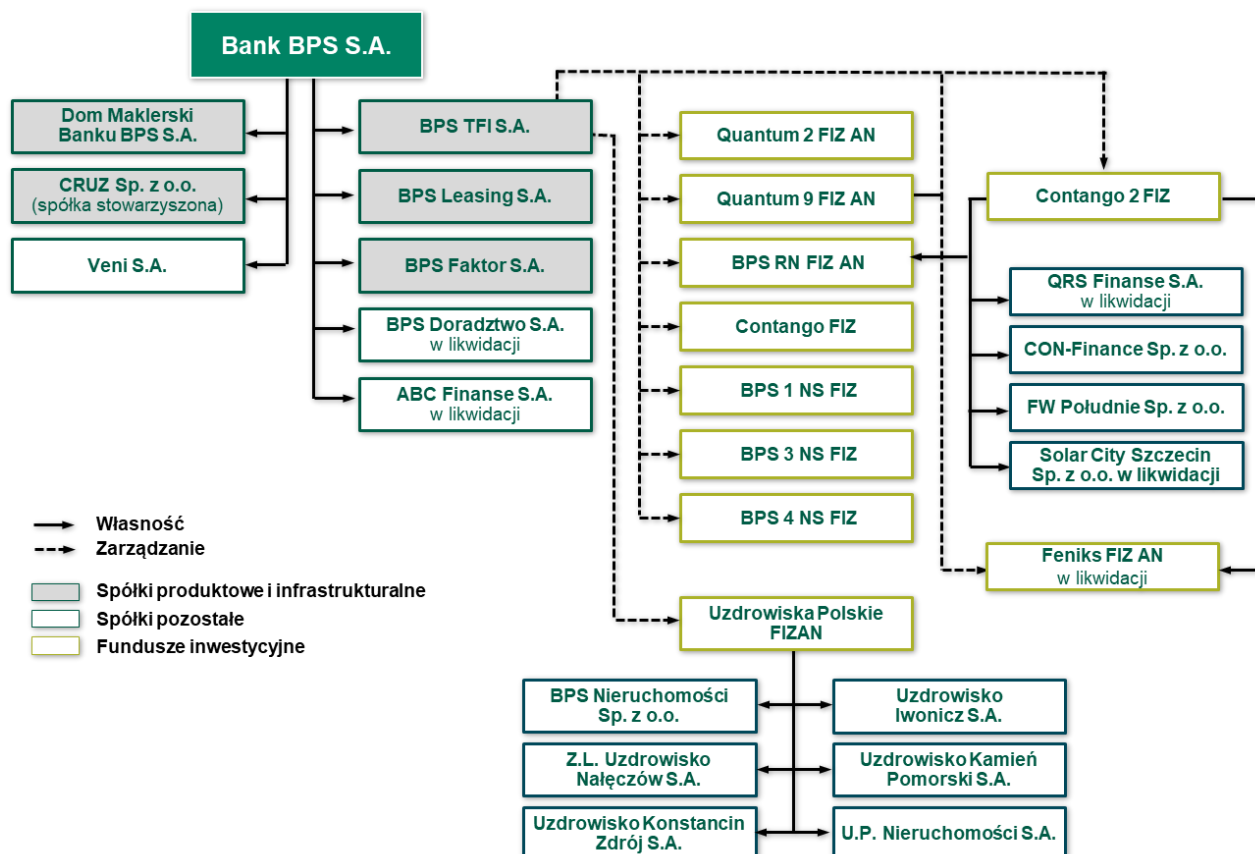 Bank BPS S.A.
Dom Maklerski
Banku BPS S.A.
CRUZ Sp. z o.o.
(spółka stowarzyszona)
Veni S.A.
BPS TFI S.A.
BPS Leasing S.A.
BPS Faktor S.A.
BPS Doradztwo S.A.
w likwidacji
ABC Finanse S.A.
w likwidacji
Quantum 2 FIZ AN
Quantum 9 FIZ AN
BPS RN FIZ AN
Contango FIZ
BPS 1 NS FIZ
BPS 3 NS FIZ
BPS 4 NS FIZ
Contango 2 FIZ
QRS Finanse S.A.
w likwidacji
CON-Finance Sp. z o.o.
FW Południe Sp. z o.o.
Solar City Szczecin
Sp. z o.o. w likwidacji
Feniks FIZ AN
w likwidacji
Własność
Zarządzanie
Spółki produktowe i infrastrukturalne
Spółki pozostałe
Fundusze inwestycyjne
Uzdrowiska Polskie
FIZAN
BPS Nieruchomości
Sp. z o.o.
Uzdrowisko
Iwonicz S.A.
Z.L. Uzdrowisko
Nałęczów S.A.
Uzdrowisko Kamień
Pomorski S.A.
Uzdrowisko Konstancin
Zdrój S.A.
U.P. Nieruchomości S.A.